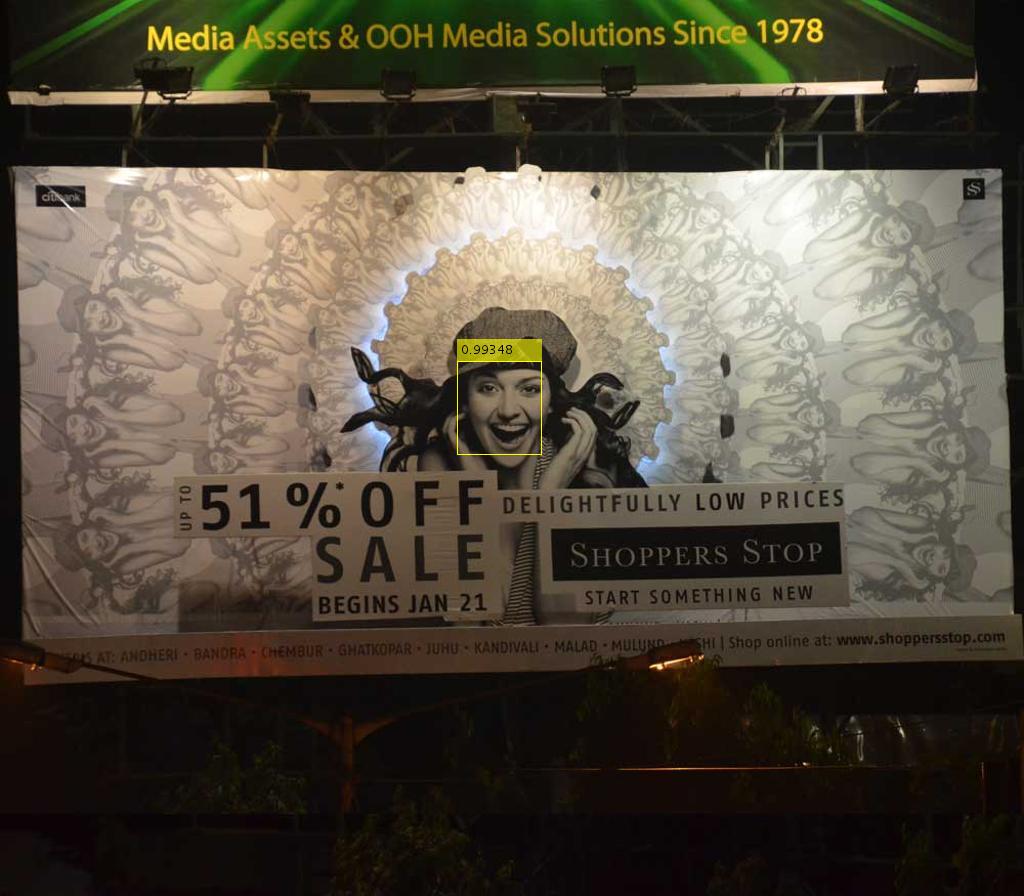 Media Assets & OOH Media Solutions Since 1978
citibank
SS
0.99348
UP TO
51%* OFF
SALE
BEGINS JAN 21
DELIGHTFULLY LOW PRICES
SHOPPERS STOP
START SOMETHING NEW
AT: ANDHERI • BANDRA • CHEMBUR • GHATKOPAR • JUHU • KANDIVALI • MALAD • MULUND • | Shop online at: www.shoppersstop.com